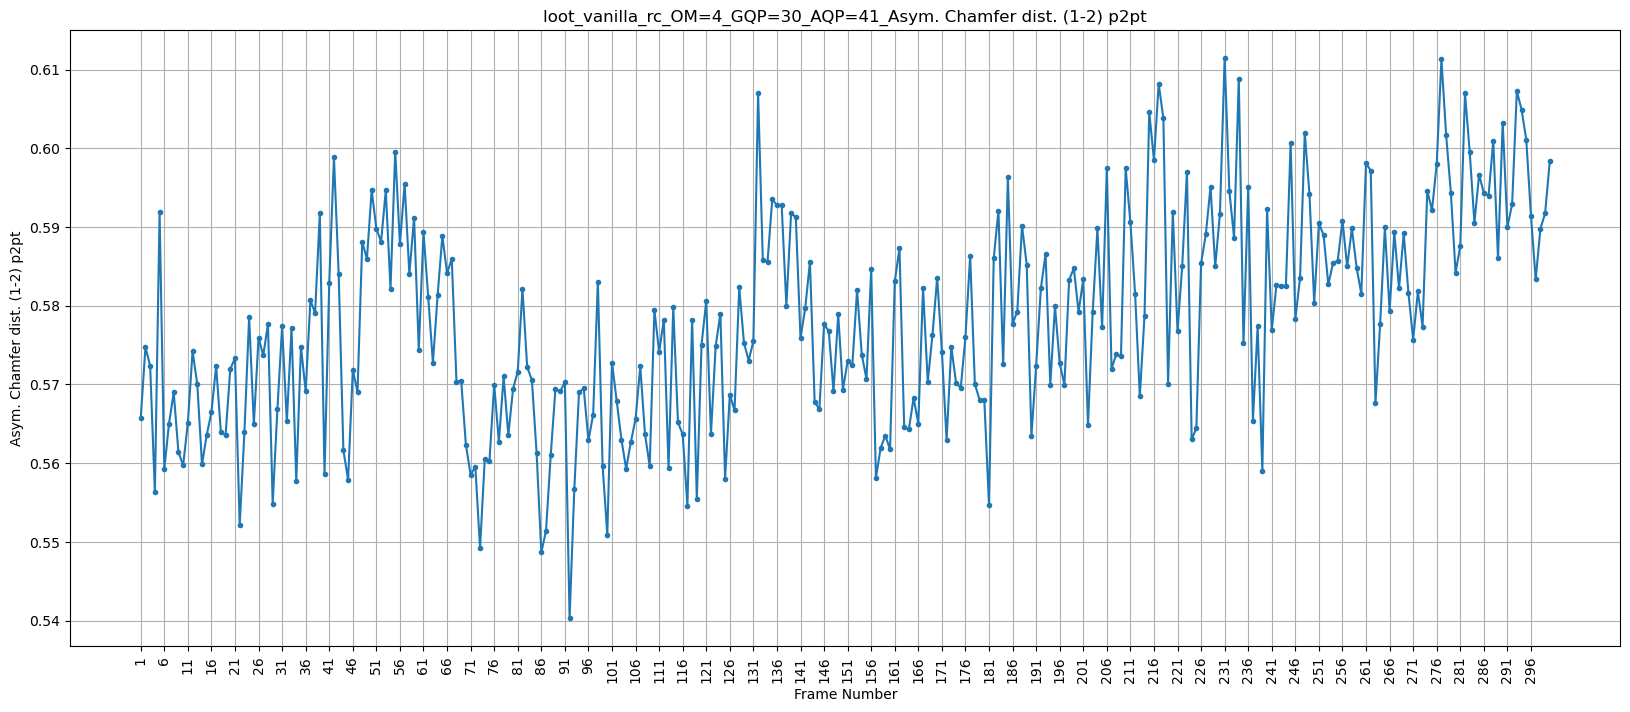 loot_vanilla_rc_OM=4_GQP=30_AQP=41_Asym. Chamfer dist. (1-2) p2pt
Asym. Chamfer dist. (1-2) p2pt
0.61
0.60
0.59
0.58
0.57
0.56
0.55
0.54
1 6 11 16 21 26 31 36 41 46 51 56 61 66 71 76 81 86 91 96 101 106 111 116 121 126 131 136 141 146 151 156 161 166 171 176 181 186 191 196 201 206 211 216 221 226 231 236 241 246 251 256 261 266 271 276 281 286 291 296
Frame Number